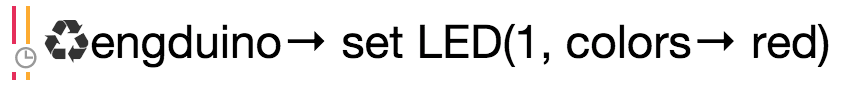 ♻engduino→ set LED(1, colors→ red)